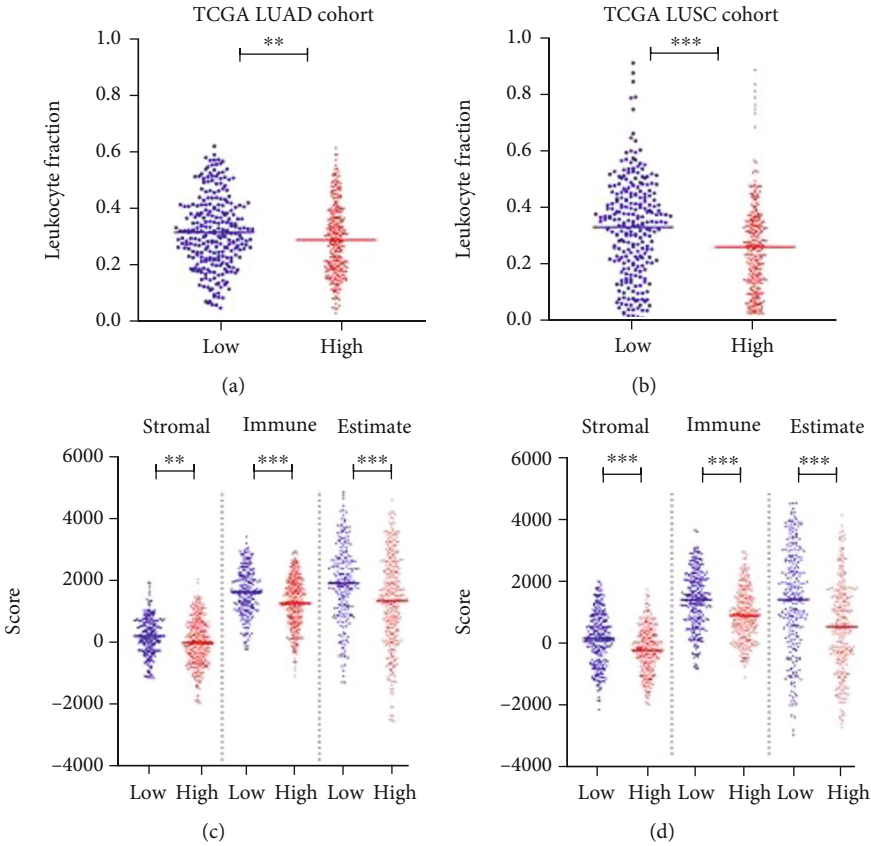 TCGA LUAD cohort
**
1.0
0.8
0.6
0.4
0.2
0.0
Leukocyte fraction
Low High
(a)
TCGA LUSC cohort
***
1.0
0.8
0.6
0.4
0.2
0.0
Leukocyte fraction
Low High
(b)
Stromal Immune Estimate
** *** ***
6000
4000
2000
0
−2000
−4000
Score
Low High Low High Low High
(c)
Stromal Immune Estimate
*** *** ***
6000
4000
2000
0
−2000
−4000
Score
Low High Low High Low High
(d)